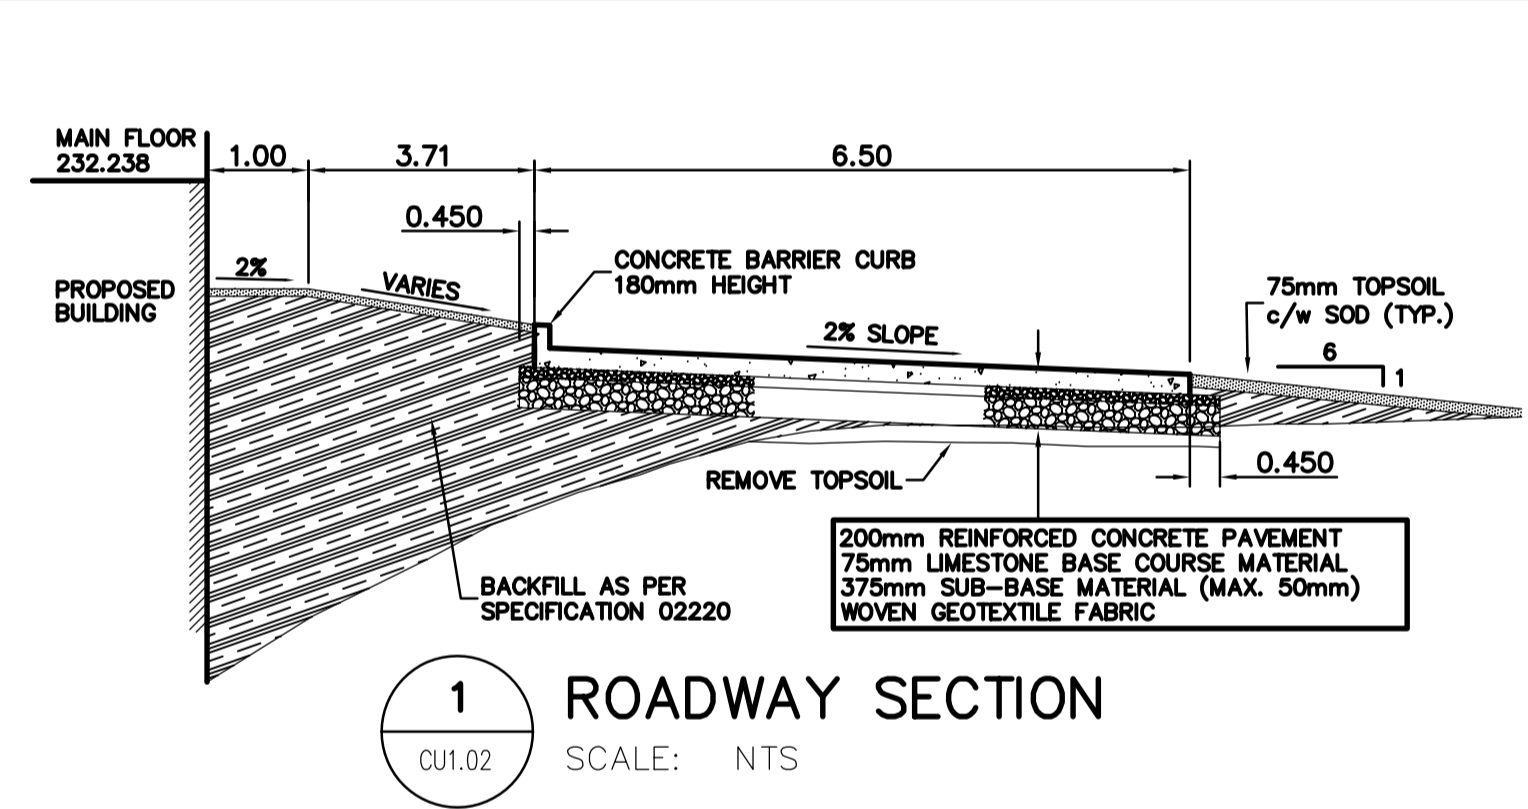 MAIN FLOOR
232.238
1.00
3.71
6.50
0.450
2%
VARIES
CONCRETE BARRIER CURB
180mm HEIGHT
PROPOSED
BUILDING
2% SLOPE
75mm TOPSOIL
c/w SOD (TYP.)
6
1
0.450
REMOVE TOPSOIL
200mm REINFORCED CONCRETE PAVEMENT
75mm LIMESTONE BASE COURSE MATERIAL
375mm SUB-BASE MATERIAL (MAX. 50mm)
WOVEN GEOTEXTILE FABRIC
BACKFILL AS PER
SPECIFICATION 02220
1
CU1.02
ROADWAY SECTION
SCALE: NTS